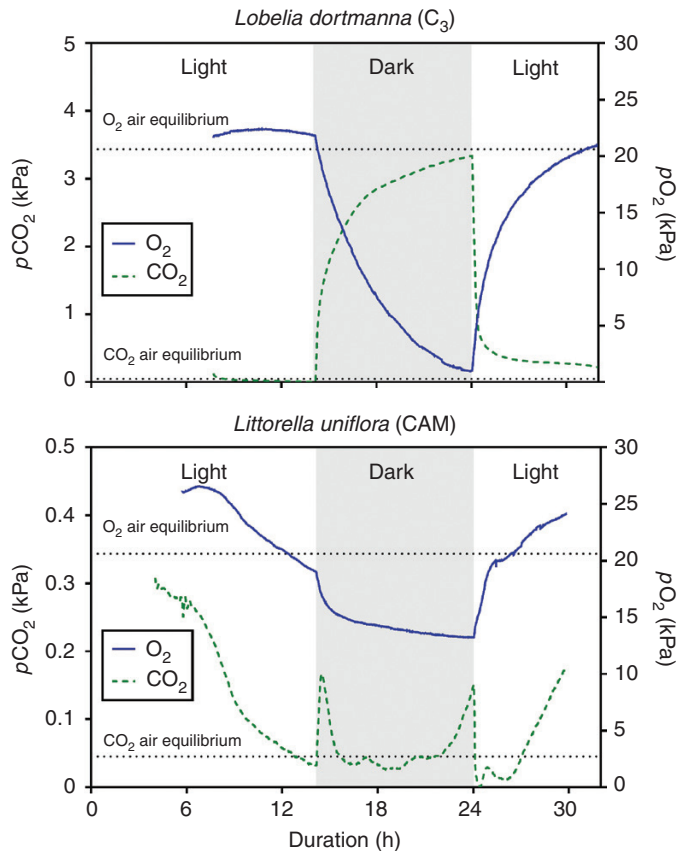 Lobelia dortmanna (C₃)
Light
Dark
Light
O₂ air equilibrium
O₂
CO₂
CO₂ air equilibrium
pCO₂ (kPa)
5
4
3
2
1
0
pO₂ (kPa)
30
25
20
15
10
5
Littorella uniflora (CAM)
Light
Dark
Light
O₂ air equilibrium
O₂
CO₂
CO₂ air equilibrium
pCO₂ (kPa)
0.5
0.4
0.3
0.2
0.1
0
pO₂ (kPa)
30
25
20
15
10
5
0
0 6 12 18 24 30
Duration (h)